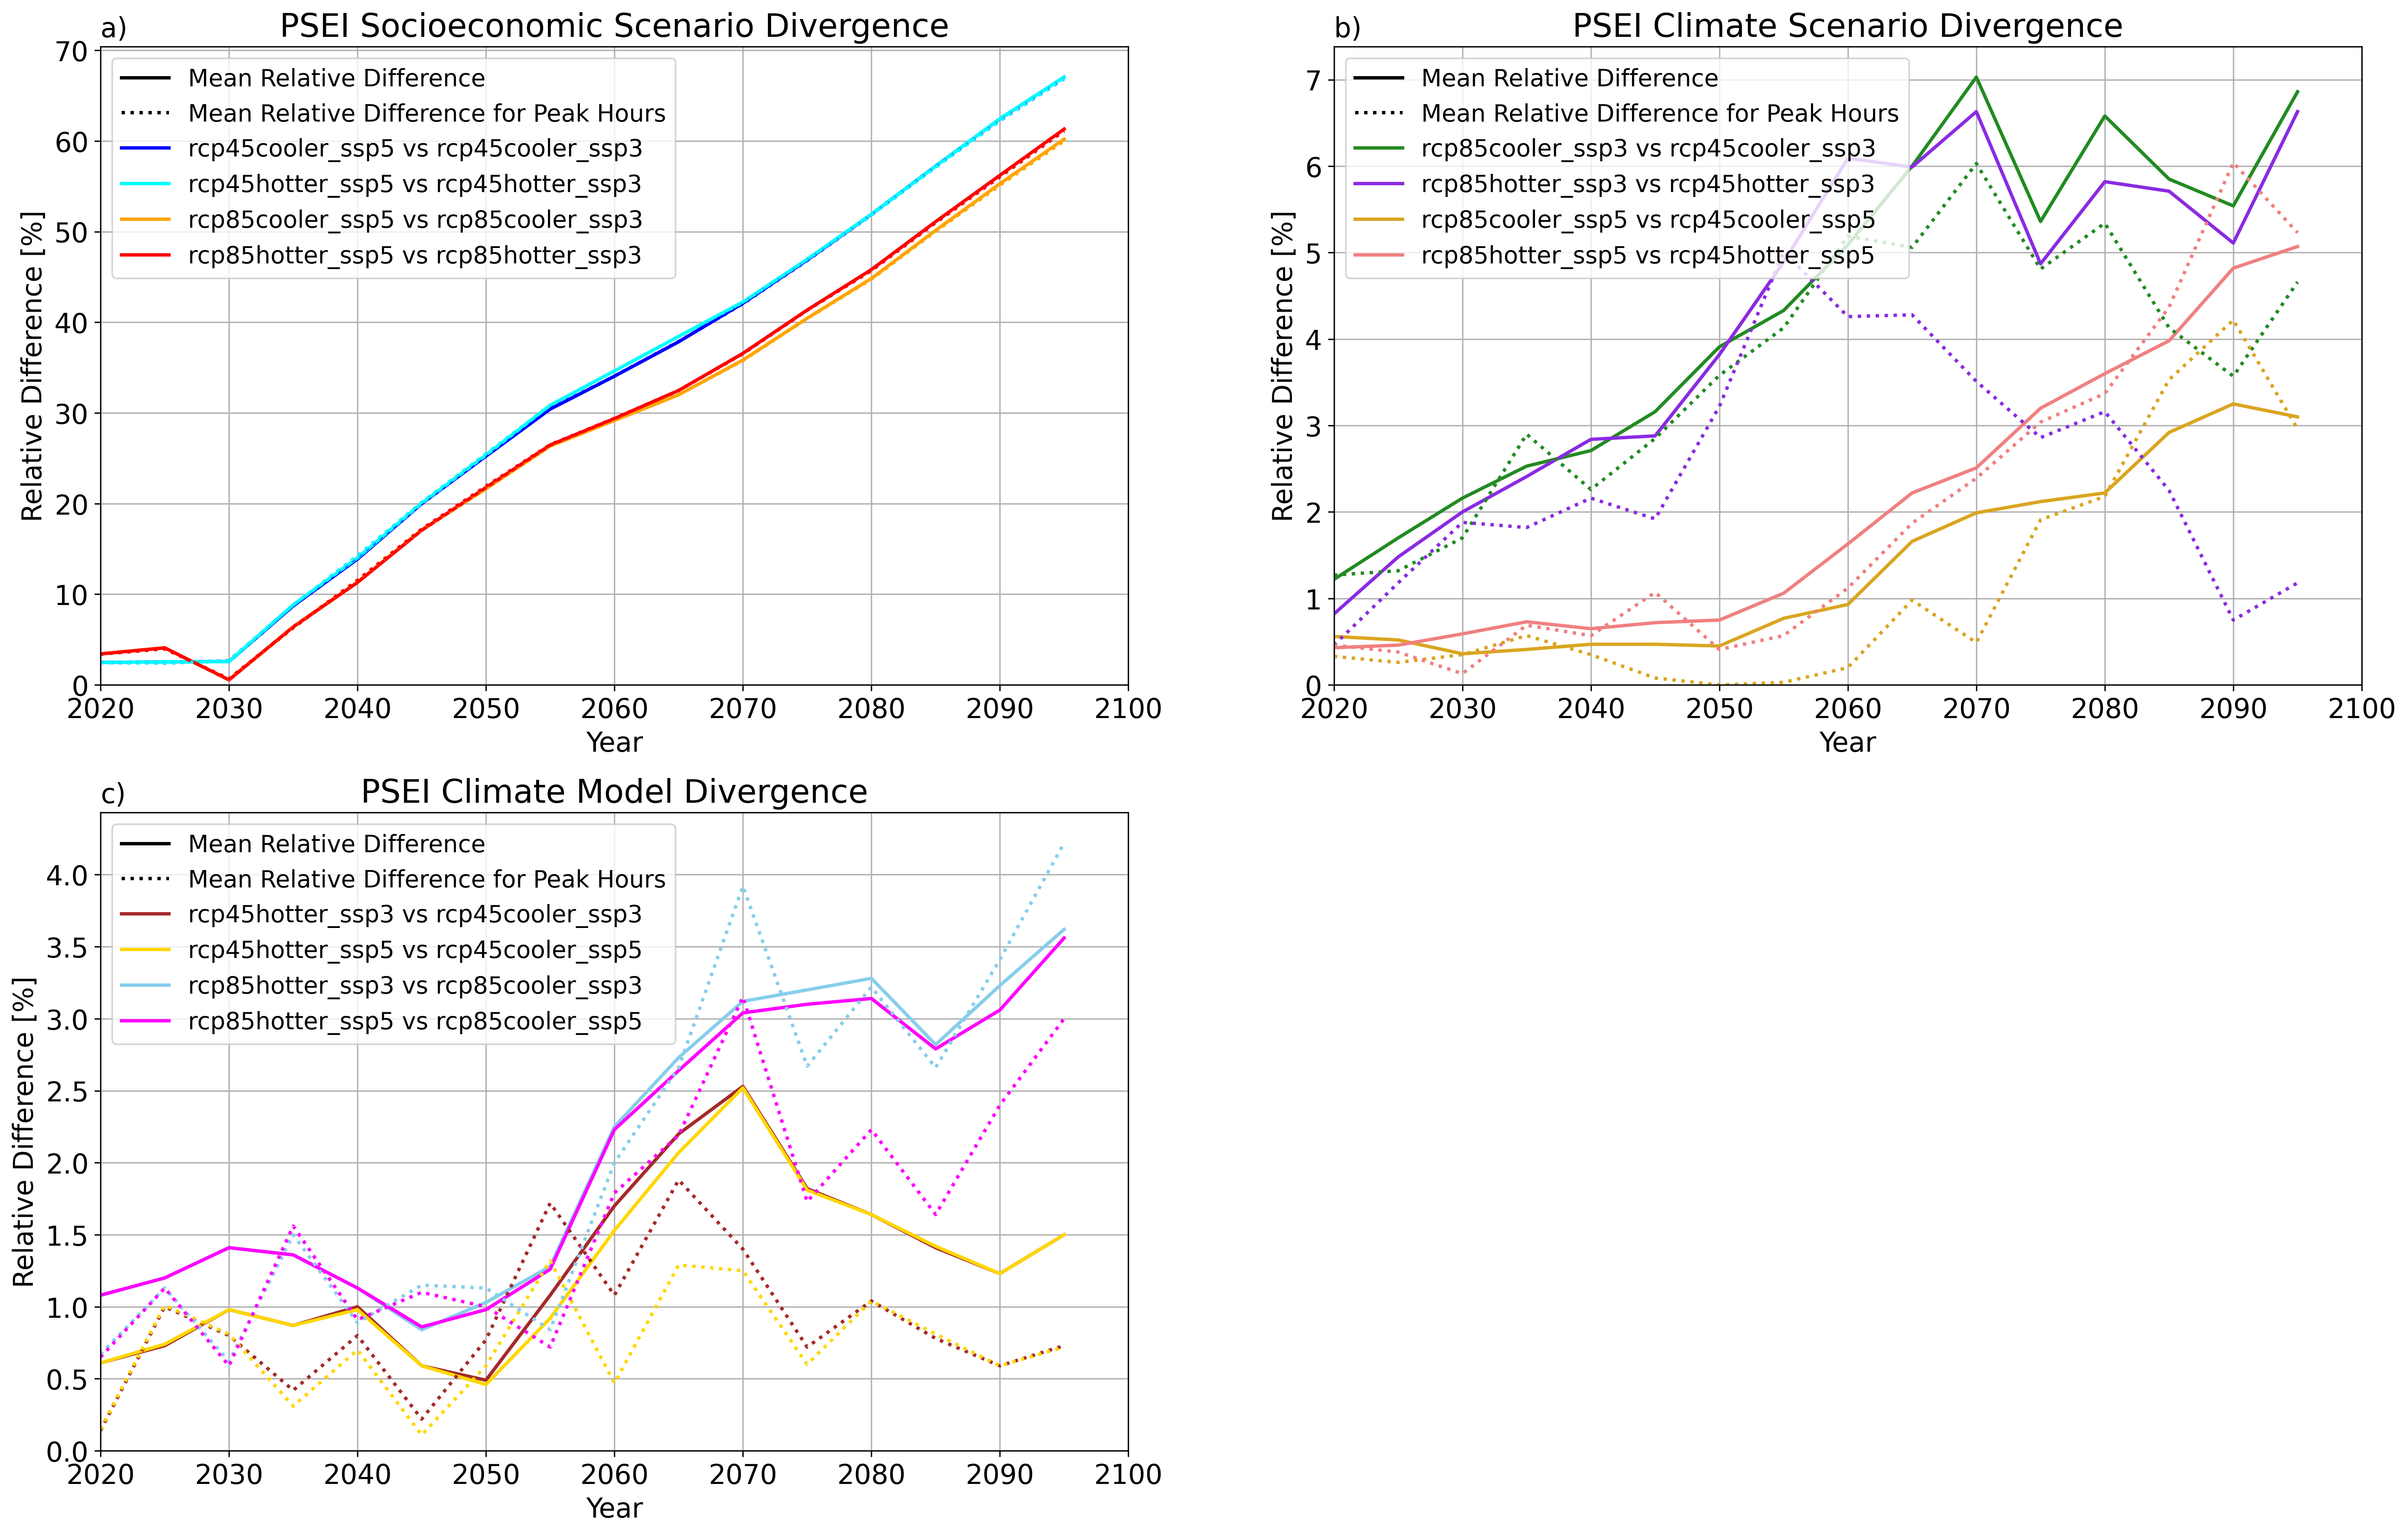 a)
PSEI Socioeconomic Scenario Divergence
Mean Relative Difference
Mean Relative Difference for Peak Hours
rcp45cooler_ssp5 vs rcp45cooler_ssp3
rcp45hotter_ssp5 vs rcp45hotter_ssp3
rcp85cooler_ssp5 vs rcp85cooler_ssp3
rcp85hotter_ssp5 vs rcp85hotter_ssp3
Relative Difference [%]
70
60
50
40
30
20
10
0
2020 2030 2040 2050 2060 2070 2080 2090 2100
Year
b)
PSEI Climate Scenario Divergence
Mean Relative Difference
Mean Relative Difference for Peak Hours
rcp85cooler_ssp3 vs rcp45cooler_ssp3
rcp85hotter_ssp3 vs rcp45hotter_ssp3
rcp85cooler_ssp5 vs rcp45cooler_ssp5
rcp85hotter_ssp5 vs rcp45hotter_ssp5
Relative Difference [%]
7
6
5
4
3
2
1
0
2020 2030 2040 2050 2060 2070 2080 2090 2100
Year
c)
PSEI Climate Model Divergence
Mean Relative Difference
Mean Relative Difference for Peak Hours
rcp45hotter_ssp3 vs rcp45cooler_ssp3
rcp45hotter_ssp5 vs rcp45cooler_ssp5
rcp85hotter_ssp3 vs rcp85cooler_ssp3
rcp85hotter_ssp5 vs rcp85cooler_ssp5
Relative Difference [%]
4.0
3.5
3.0
2.5
2.0
1.5
1.0
0.5
0.0
2020 2030 2040 2050 2060 2070 2080 2090 2100
Year